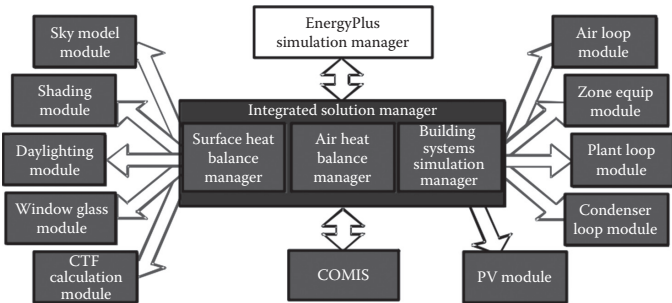 EnergyPlus
simulation manager
Sky model
module
Shading
module
Daylighting
module
Window glass
module
CTF
calculation
module
Integrated solution manager
Surface heat
balance
manager
Air heat
balance
manager
Building
systems
simulation
manager
Air loop
module
Zone equip
module
Plant loop
module
Condenser
loop module
COMIS
PV module